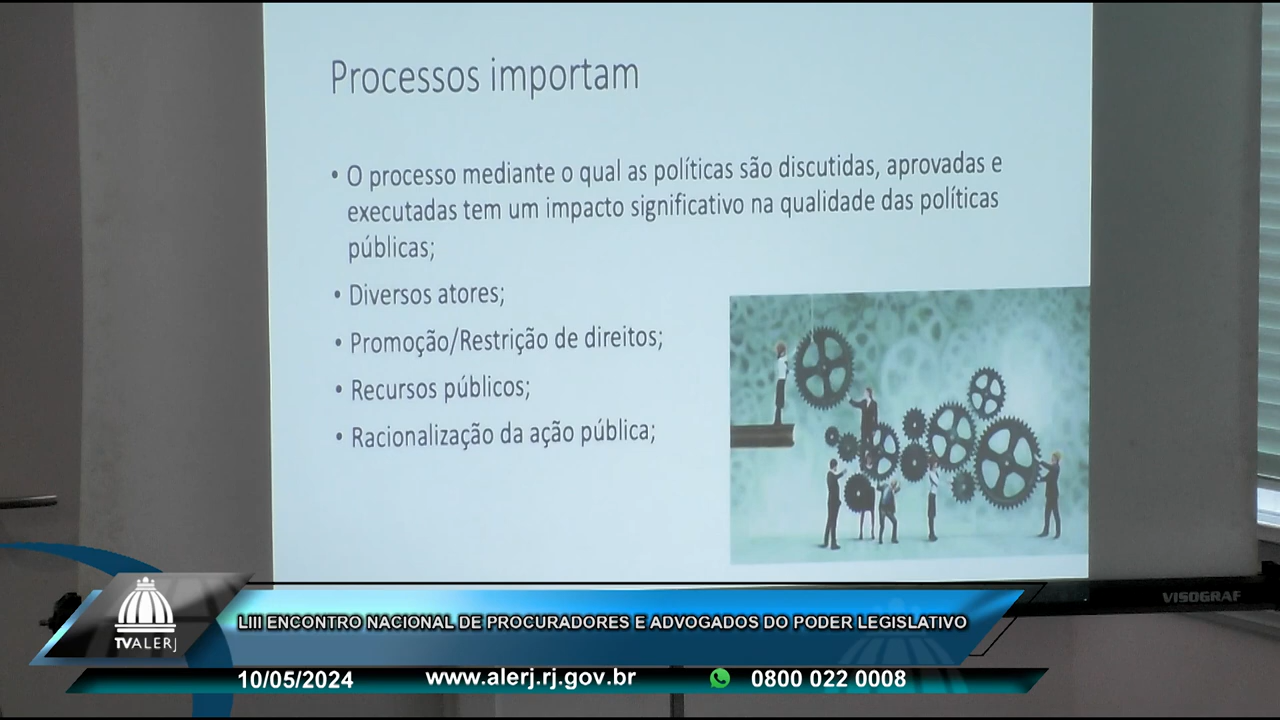 Processos importam
• O processo mediante o qual as políticas são discutidas, aprovadas e
executadas tem um impacto significativo na qualidade das políticas
públicas;
• Diversos atores;
• Promoção/Restrição de direitos;
• Recursos públicos;
• Racionalização da ação pública;
VISOGRAF
LIII ENCONTRO NACIONAL DE PROCURADORES E ADVOGADOS DO PODER LEGISLATIVO
TVALERJ
10/05/2024 www.alerj.rj.gov.br 0800 022 0008